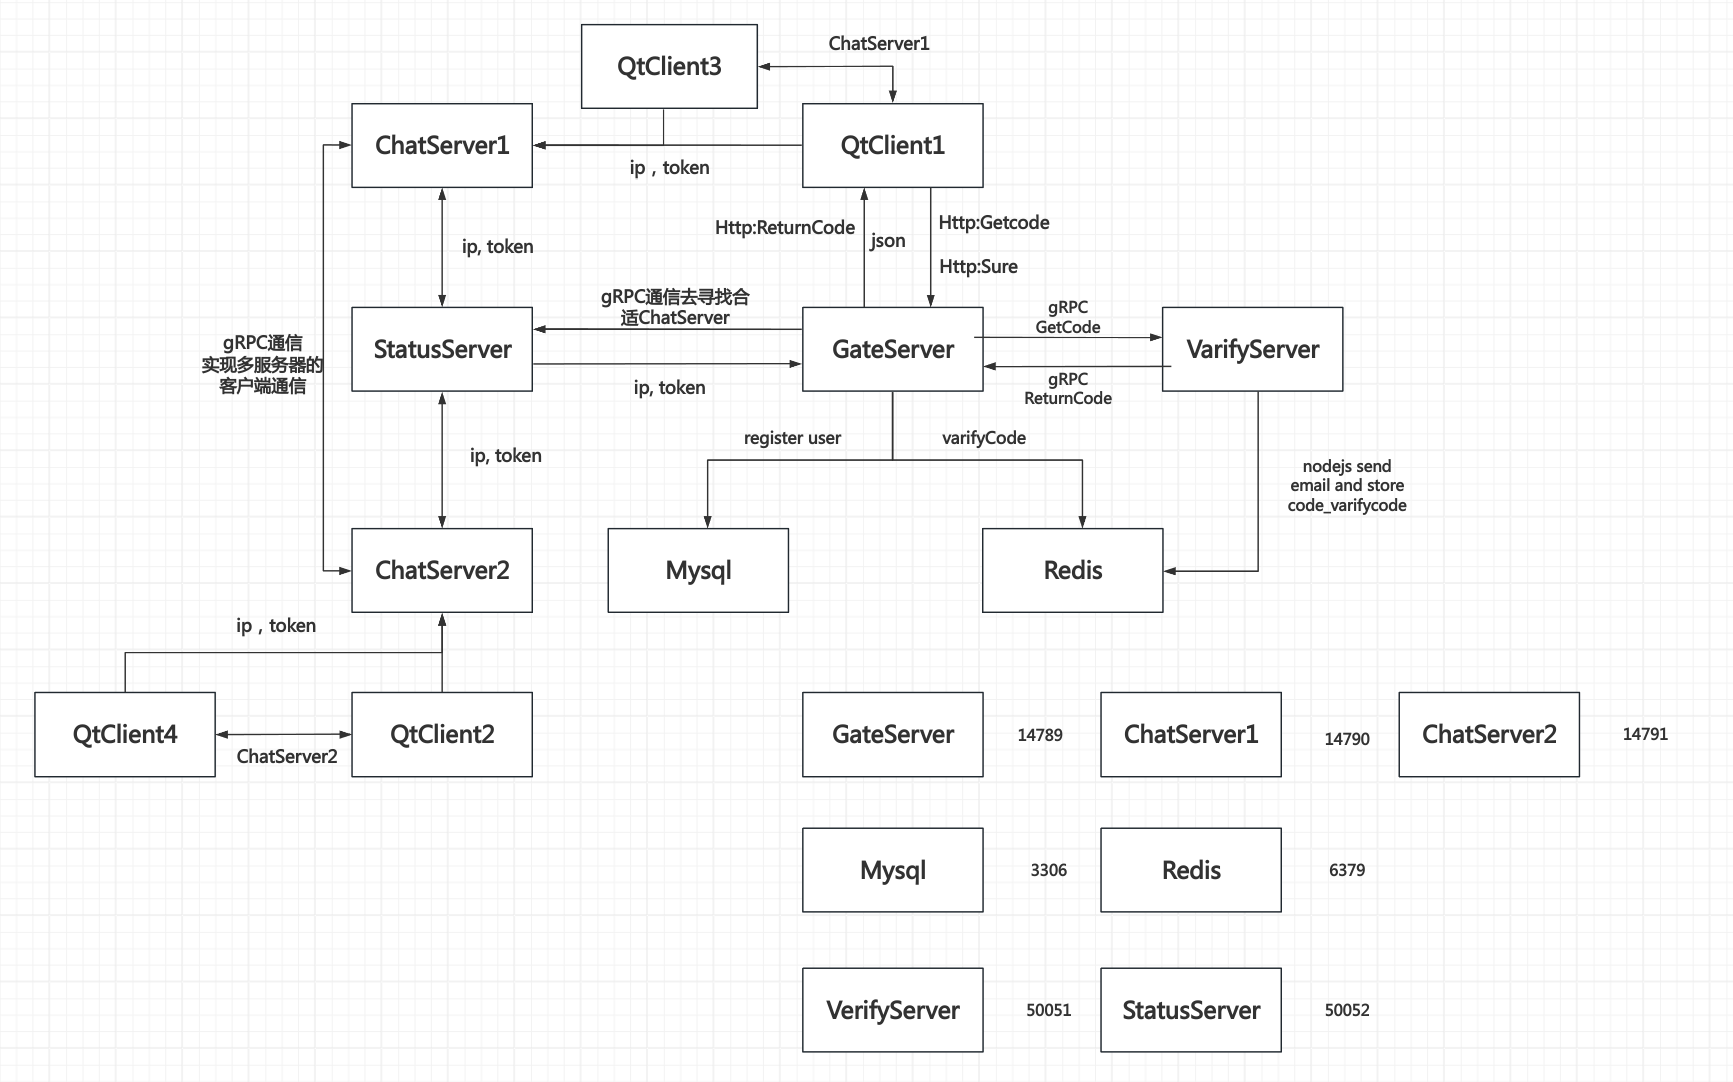 QtClient3
ChatServer1
ChatServer1
QtClient1
ip，token
Http:ReturnCode
json
Http:Getcode
Http:Sure
ip, token
gRPC通信去寻找合
适ChatServer
gRPC
GetCode
gRPC通信
实现多服务器的
客户端通信
StatusServer
GateServer
VarifyServer
ip, token
gRPC
ReturnCode
register user
varifyCode
ip, token
nodejs send
email and store
code_varifycode
ChatServer2
Mysql
Redis
ip，token
QtClient4
ChatServer2
QtClient2
GateServer
14789
ChatServer1
14790
ChatServer2
14791
Mysql
3306
Redis
6379
VerifyServer
50051
StatusServer
50052